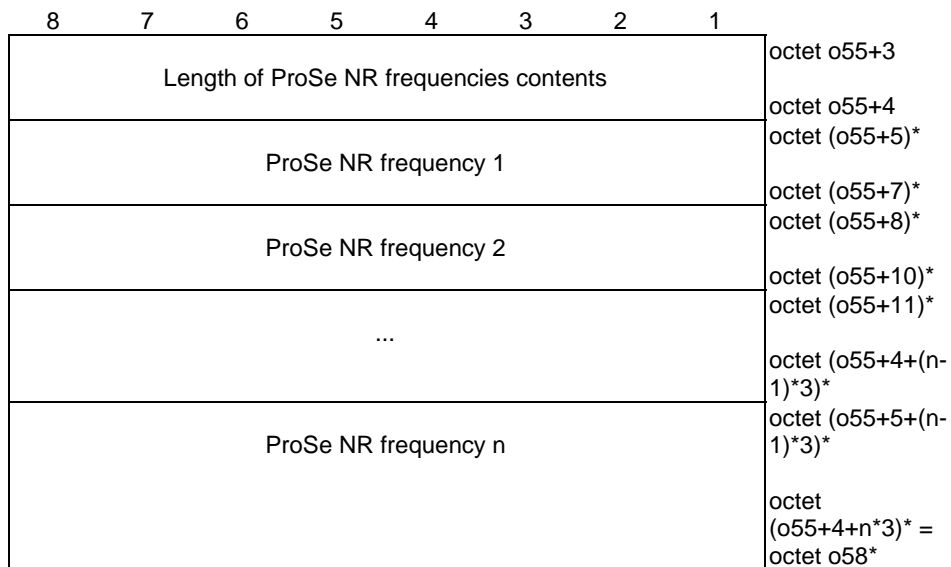 8 7 6 5 4 3 2 1
Length of ProSe NR frequencies contents
octet o55+3
octet o55+4
ProSe NR frequency 1
octet (o55+5)*
octet (o55+7)*
ProSe NR frequency 2
octet (o55+8)*
octet (o55+10)*
...
octet (o55+11)*
octet (o55+4+(n-
1)*3)*
ProSe NR frequency n
octet (o55+5+(n-
1)*3)*
octet
(o55+4+n*3)* =
octet o58*